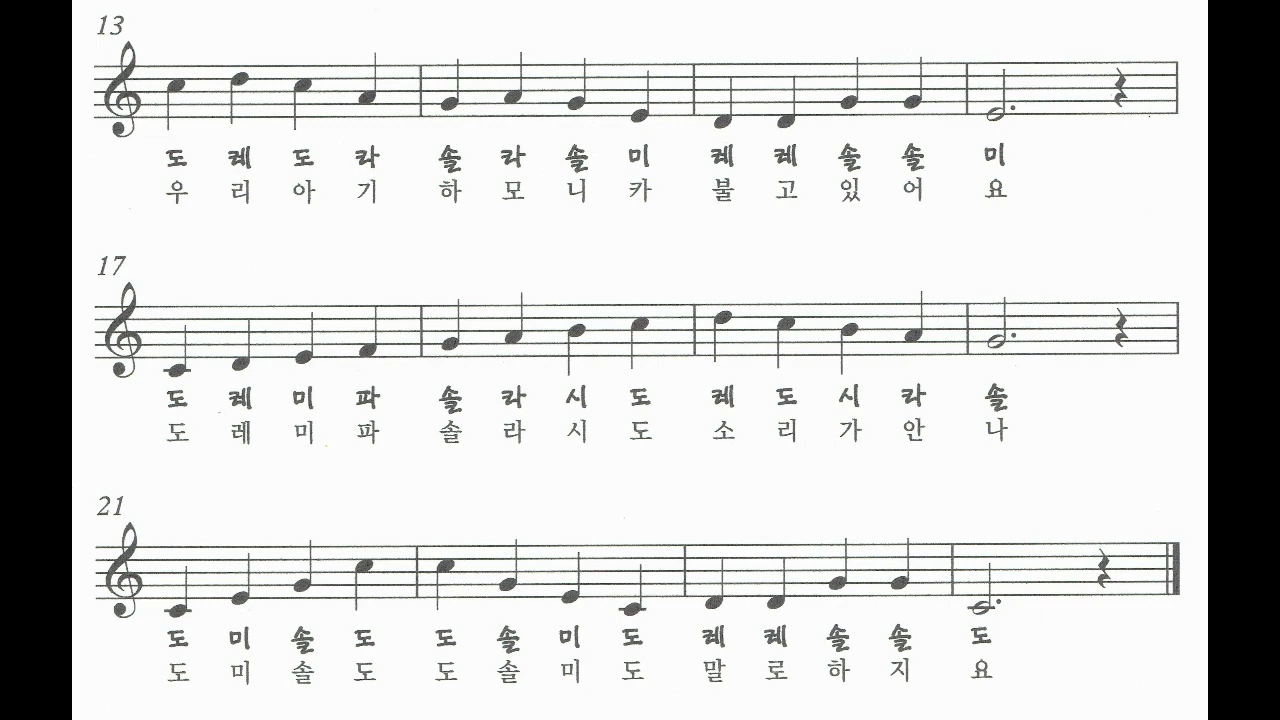 13
도 레 도 라 솔 라 솔 미 레 레 솔 솔 미
우 리 아 기 하 모 니 카 불 고 있 어 요
17
도 레 미 파 솔 라 시 도 레 도 시 라 솔
도 레 미 파 솔 라 시 도 소 리 가 안 나
21
도 미 솔 도 도 솔 미 도 레 레 솔 솔 도
도 미 솔 도 도 솔 미 도 말 로 하 지 요